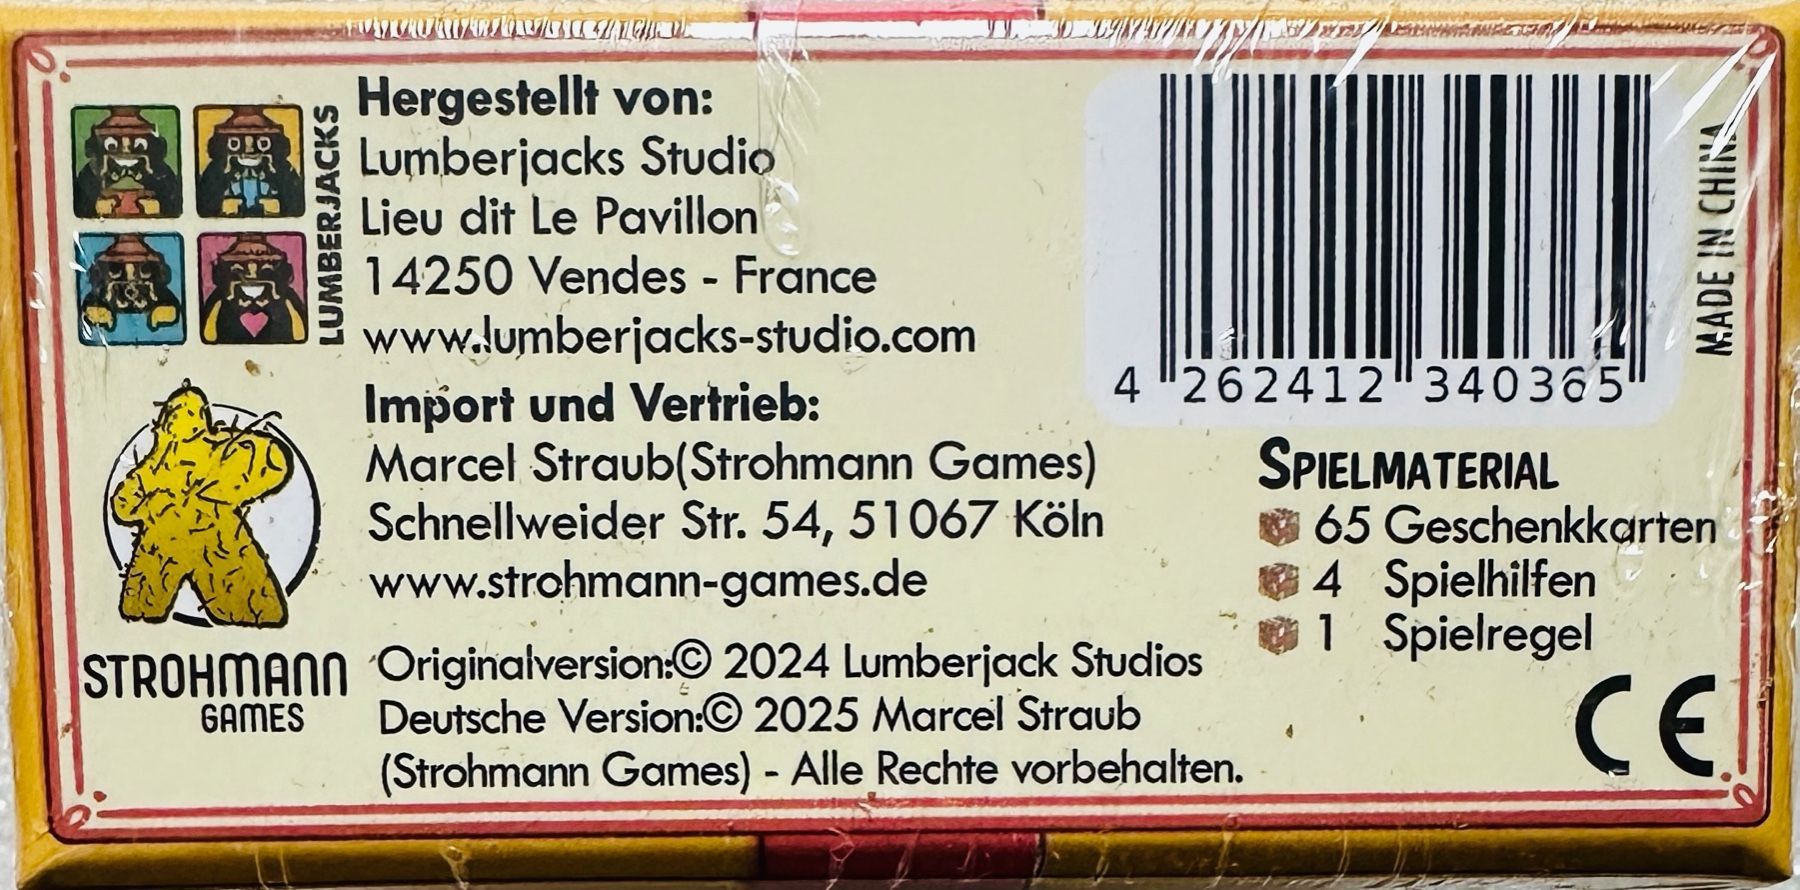 LUMBERJACKS
Hergestellt von:
Lumberjacks Studio
Lieu dit Le Pavillon
14250 Vendes - France
www.lumberjacks-studio.com
Import und Vertrieb:
Marcel Straub(Strohmann Games)
Schnellweider Str. 54, 51067 Köln
www.strohmann-games.de
STROHMANN
GAMES
Originalversion:© 2024 Lumberjack Studios
Deutsche Version:© 2025 Marcel Straub
(Strohmann Games) - Alle Rechte vorbehalten.
4 262412 340365
MADE IN CHINA
SPIELMATERIAL
65 Geschenkkarten
4 Spielhilfen
1 Spielregel
CE